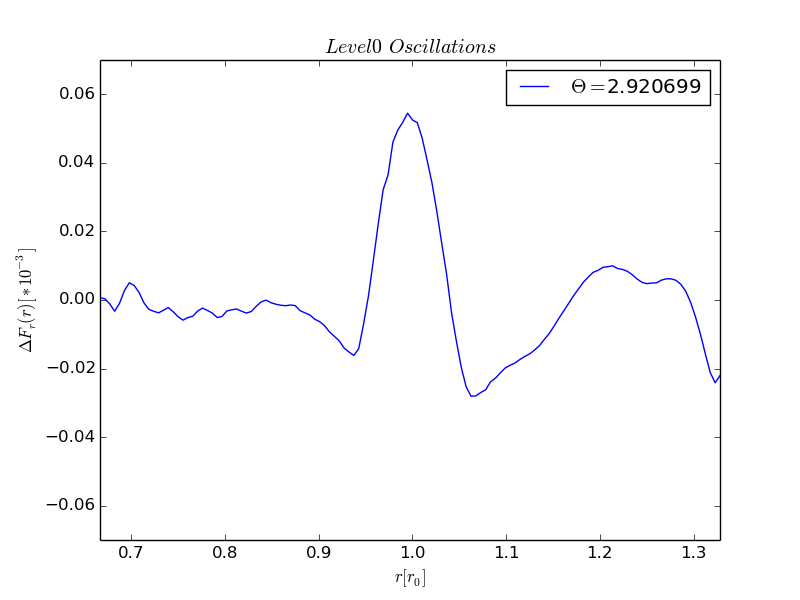 Level0 Oscillations
Θ = 2.920699
ΔF_r(r)[*10^{-3}]
0.06
0.04
0.02
0.00
−0.02
−0.04
−0.06
0.7 0.8 0.9 1.0 1.1 1.2 1.3
r[r_0]